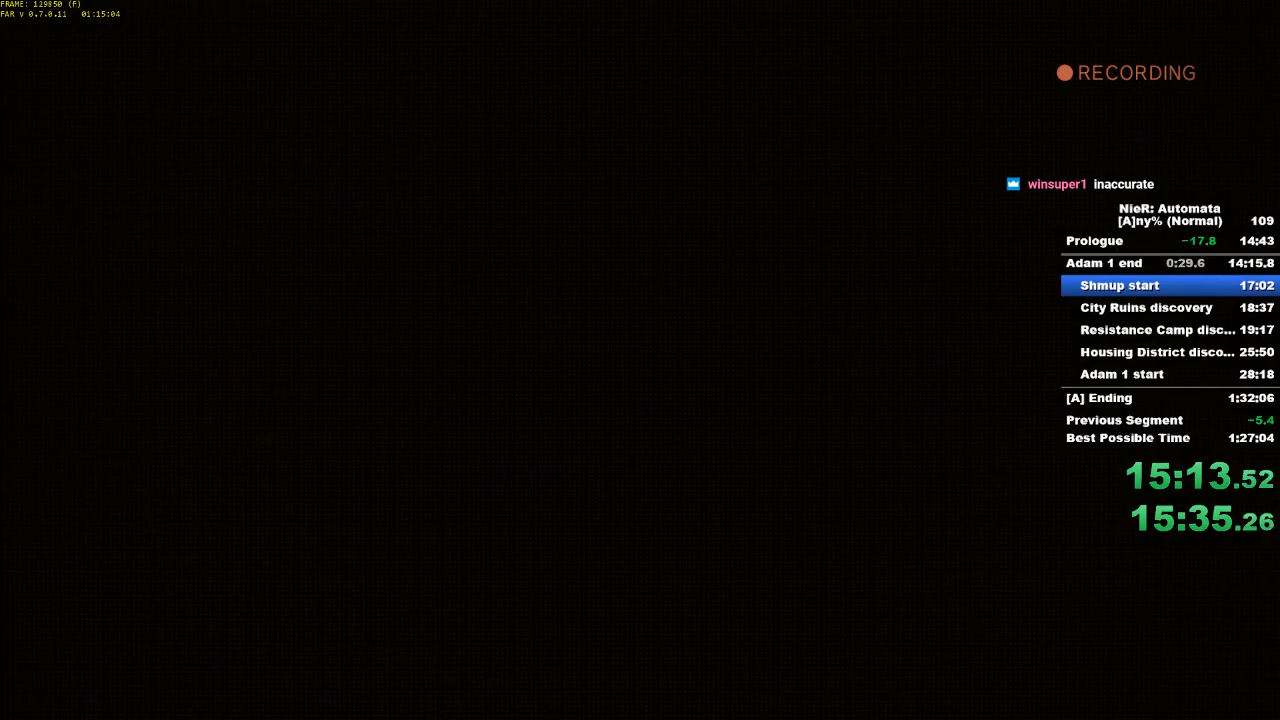 FRAME: 129850 (F)
FAR v 0.7.0.11 01:15:04
RECORDING
winsuper1 inaccurate
NieR: Automata
[A]ny% (Normal) 109
Prologue −17.8 14:43
Adam 1 end 0:29.6 14:15.8
Shmup start 17:02
City Ruins discovery 18:37
Resistance Camp disc... 19:17
Housing District disco... 25:50
Adam 1 start 28:18
[A] Ending 1:32:06
Previous Segment −5.4
Best Possible Time 1:27:04
15:13.52
15:35.26